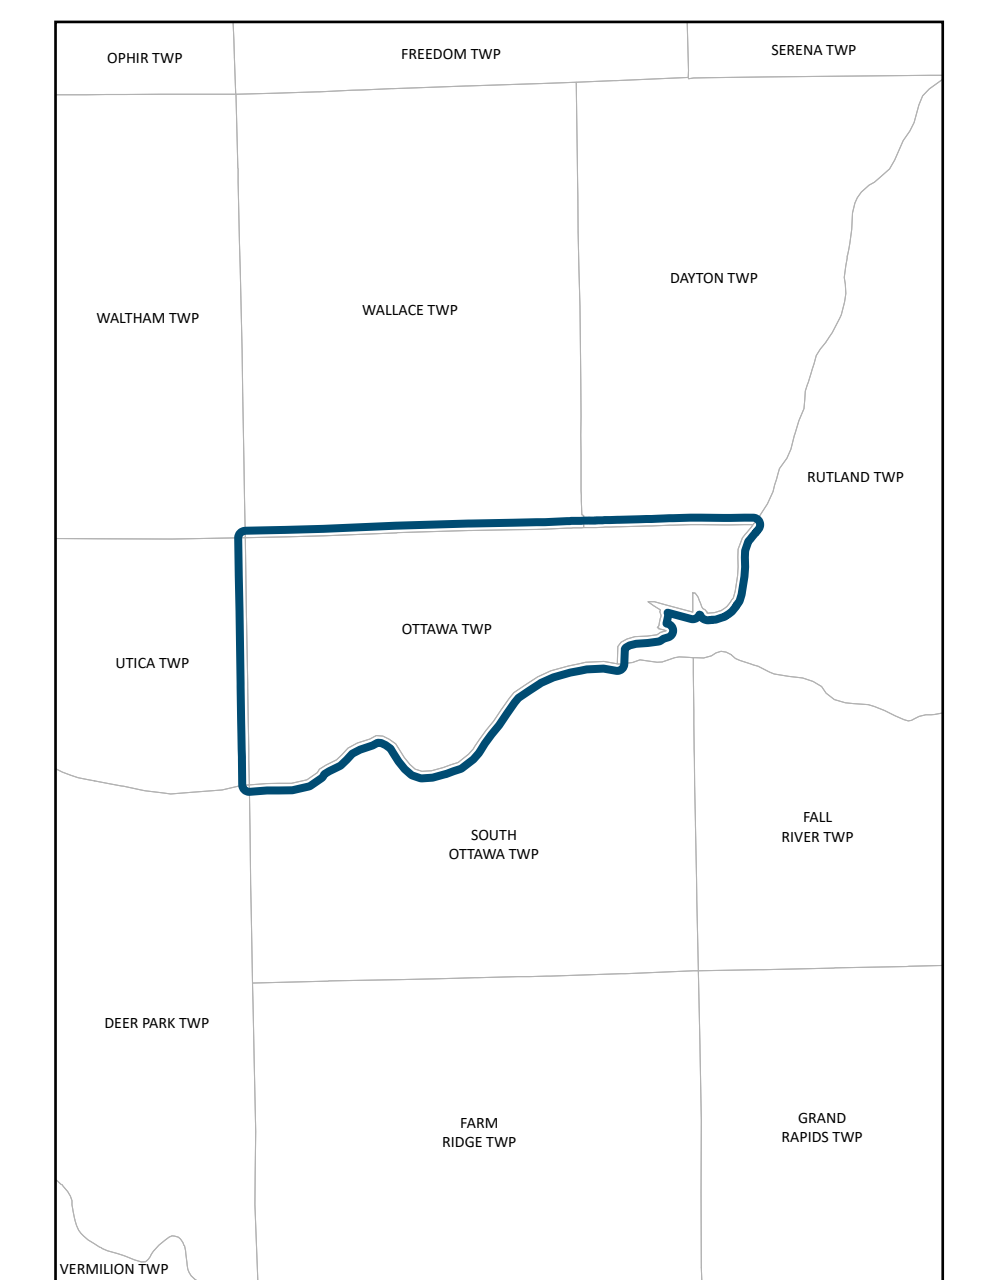 OPHIR TWP
FREEDOM TWP
SERENA TWP
DAYTON TWP
WALLACE TWP
WALTHAM TWP
RUTLAND TWP
OTTAWA TWP
UTICA TWP
FALL
RIVER TWP
SOUTH
OTTAWA TWP
DEER PARK TWP
GRAND
RAPIDS TWP
FARM
RIDGE TWP
VERMILION TWP